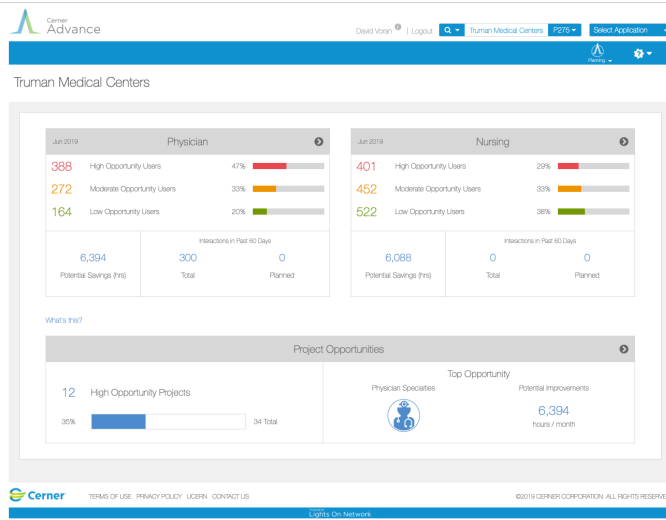 Cerner
Advance
David Voran | Logout
Truman Medical Centers
P275
Select Application
Planning
Truman Medical Centers
Jun 2019 Physician
388 High Opportunity Users 47%
272 Moderate Opportunity Users 33%
164 Low Opportunity Users 20%
Interactions in Past 60 Days
6,394 300 0
Potential Savings (hrs) Total Planned
Jun 2019 Nursing
401 High Opportunity Users 29%
452 Moderate Opportunity Users 33%
522 Low Opportunity Users 38%
Interactions in Past 60 Days
6,088 0 0
Potential Savings (hrs) Total Planned
What's this?
Project Opportunities
12 High Opportunity Projects
35% 34 Total
Top Opportunity
Physician Specialties Potential Improvements
6,394
hours / month
Cerner TERMS OF USE PRIVACY POLICY UCERN CONTACT US ©2019 CERNER CORPORATION. ALL RIGHTS RESERVE
Lights On Network